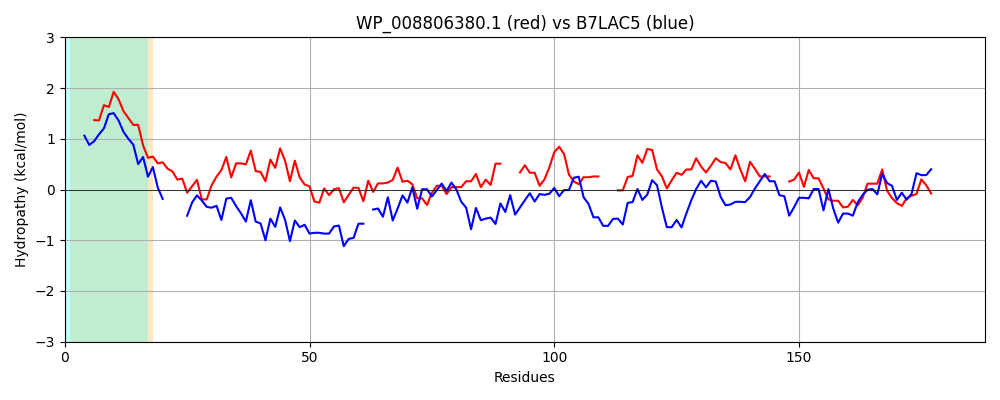 WP_008806380.1 (red) vs B7LAC5 (blue)
Hydropathy (kcal/mol)
3
2
1
0
−1
−2
−3
0 50 100 150
Residues